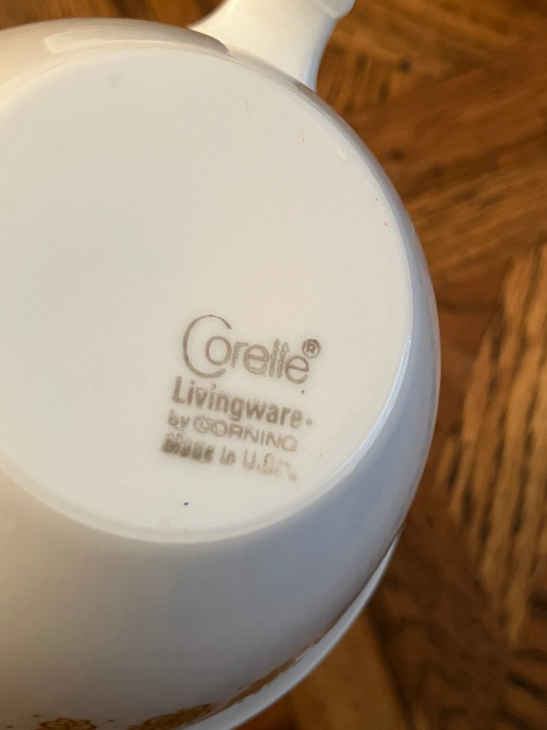 Corelle®
Livingware
by CORNING
Made in U.S.A.